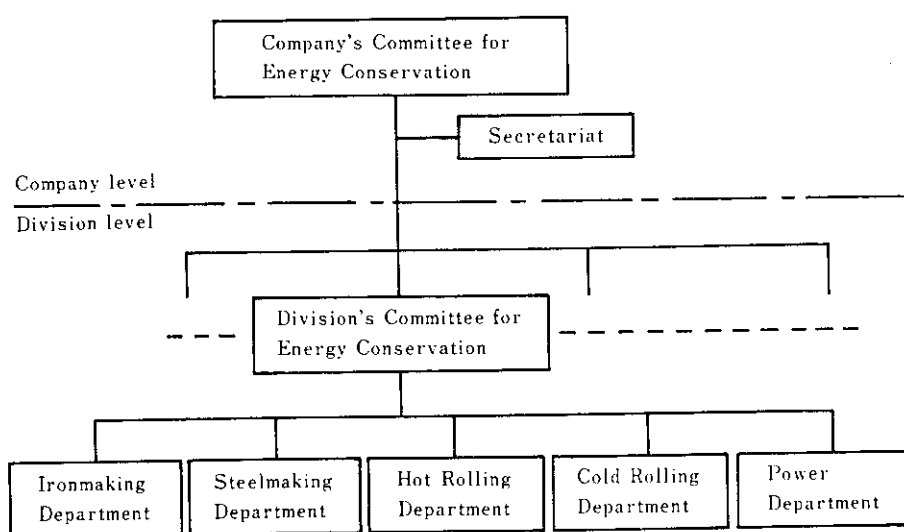 Company's Committee for
Energy Conservation
Secretariat
Company level
Division level
Division's Committee for
Energy Conservation
Ironmaking
Department
Steelmaking
Department
Hot Rolling
Department
Cold Rolling
Department
Power
Department